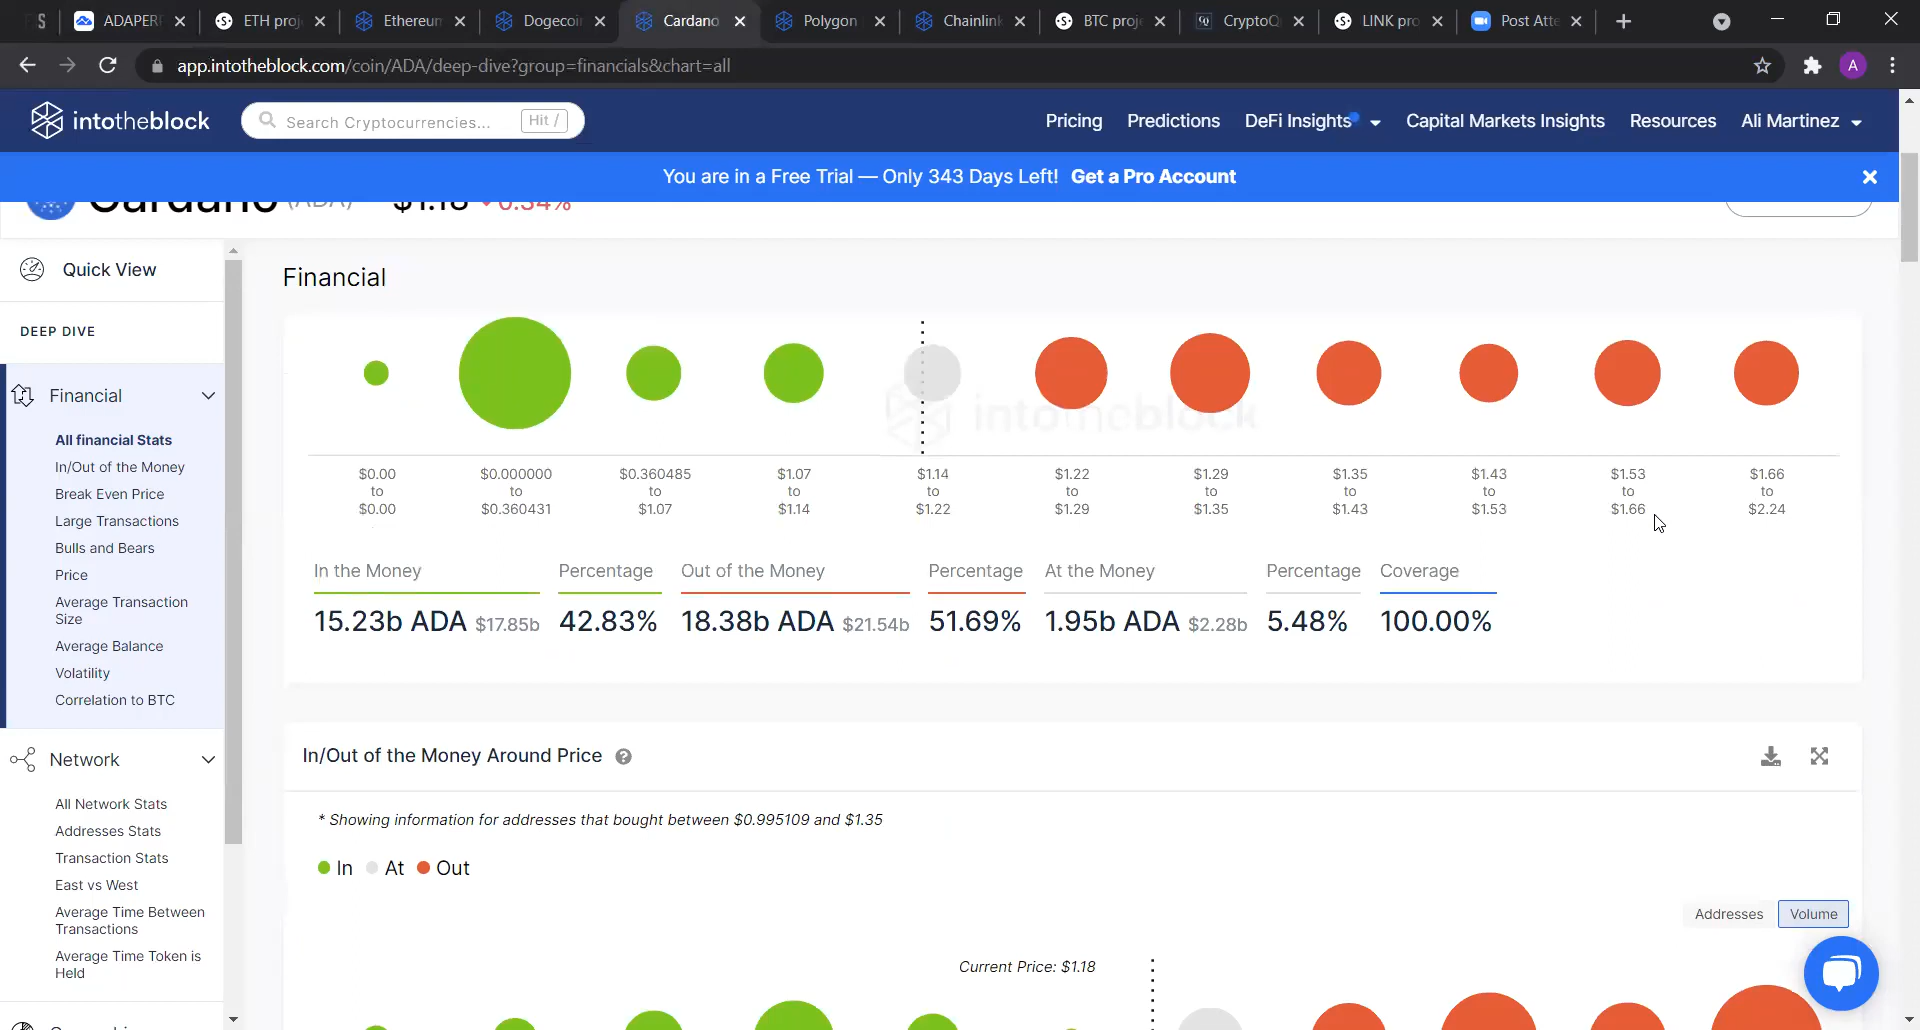 S
ADAPER
ETH proj
Ethereum
Dogecoi
Cardano
Polygon
Chainlink
BTC proj
CryptoQ
LINK pro
Post Atte
app.intotheblock.com/coin/ADA/deep-dive?group=financials&chart=all
A
intotheblock
Search Cryptocurrencies...
Hit /
Pricing
Predictions
DeFi Insights
Capital Markets Insights
Resources
Ali Martinez
You are in a Free Trial — Only 343 Days Left! Get a Pro Account
Cardano (ADA) $1.18 0.34%
Quick View
DEEP DIVE
Financial
All financial Stats
In/Out of the Money
Break Even Price
Large Transactions
Bulls and Bears
Price
Average Transaction
Size
Average Balance
Volatility
Correlation to BTC
Network
All Network Stats
Addresses Stats
Transaction Stats
East vs West
Average Time Between
Transactions
Average Time Token is
Held
Financial
intotheblock
$0.00 to $0.00
$0.000000 to $0.360431
$0.360485 to $1.07
$1.07 to $1.14
$1.14 to $1.22
$1.22 to $1.29
$1.29 to $1.35
$1.35 to $1.43
$1.43 to $1.53
$1.53 to $1.66
$1.66 to $2.24
In the Money Percentage Out of the Money Percentage At the Money Percentage Coverage
15.23b ADA $17.85b 42.83% 18.38b ADA $21.54b 51.69% 1.95b ADA $2.28b 5.48% 100.00%
In/Out of the Money Around Price ?
* Showing information for addresses that bought between $0.995109 and $1.35
In At Out
Addresses Volume
Current Price: $1.18